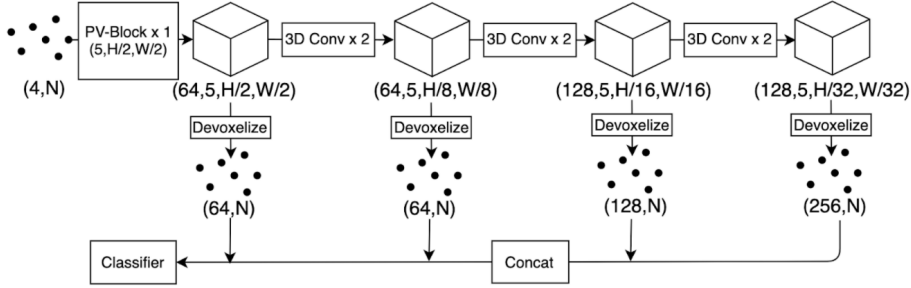 PV-Block x 1
(5,H/2,W/2)
3D Conv x 2
3D Conv x 2
3D Conv x 2
(4,N)
(64,5,H/2,W/2)
(64,5,H/8,W/8)
(128,5,H/16,W/16)
(128,5,H/32,W/32)
Devoxelize
Devoxelize
Devoxelize
Devoxelize
(64,N)
(64,N)
(128,N)
(256,N)
Classifier
Concat